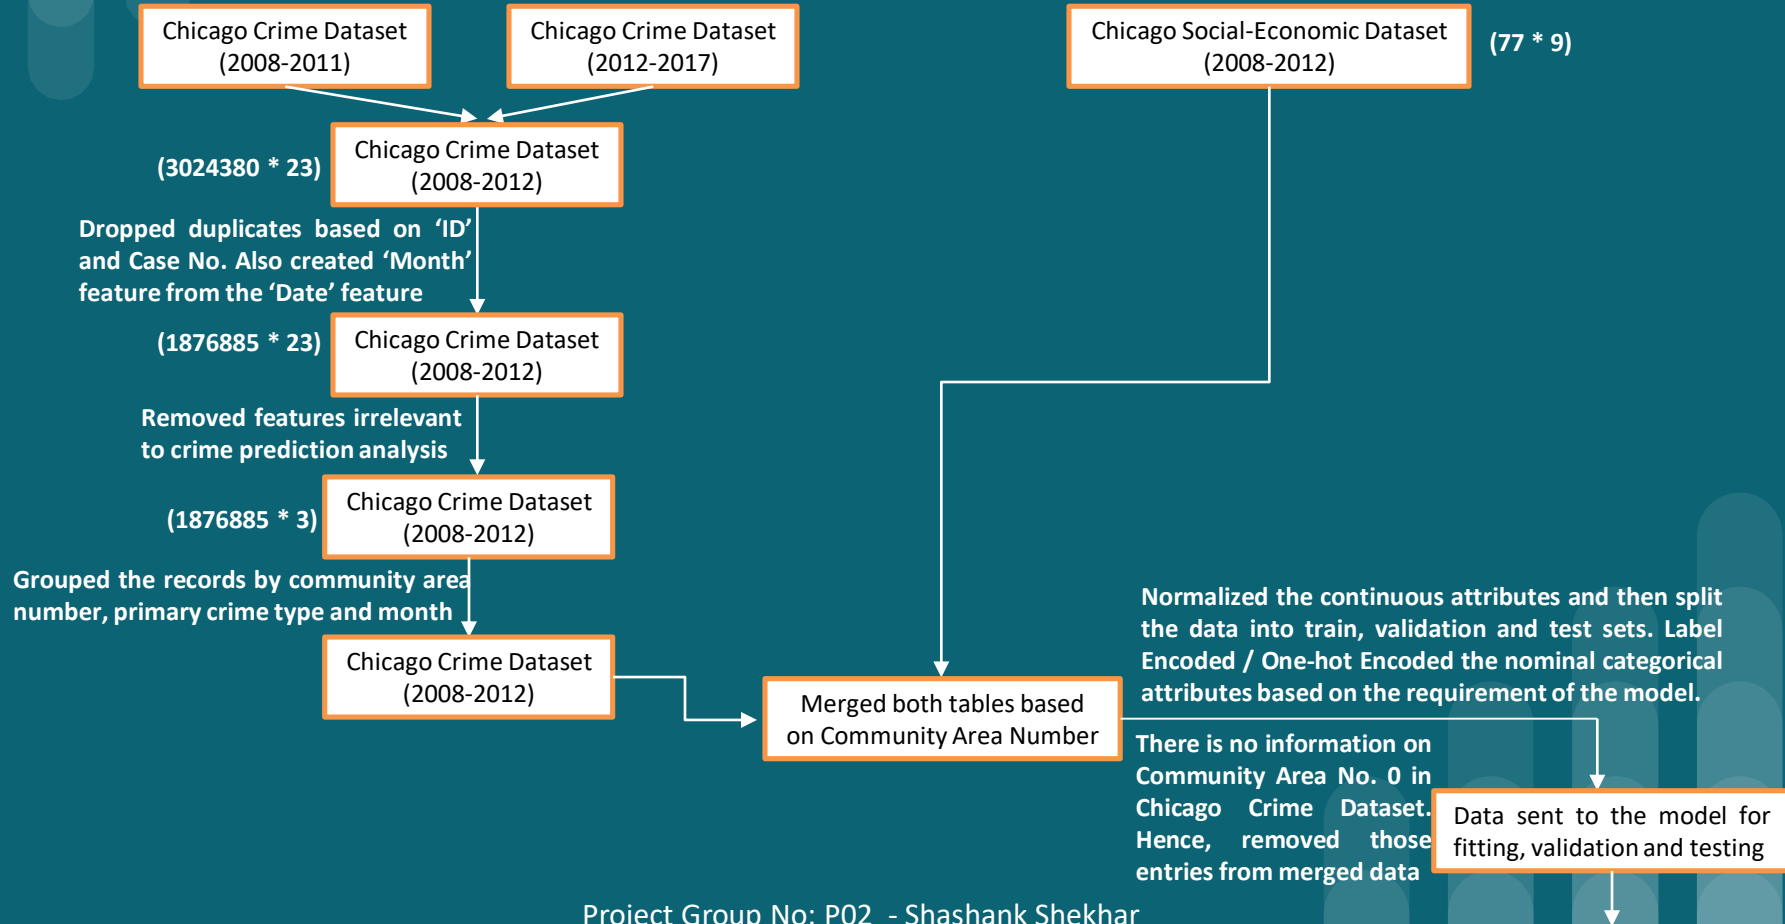 Chicago Crime Dataset
(2008-2011)
Chicago Crime Dataset
(2012-2017)
Chicago Social-Economic Dataset
(2008-2012)
(77 * 9)
(3024380 * 23)
Chicago Crime Dataset
(2008-2012)
Dropped duplicates based on ‘ID’
and Case No. Also created ‘Month’
feature from the ‘Date’ feature
(1876885 * 23)
Chicago Crime Dataset
(2008-2012)
Removed features irrelevant
to crime prediction analysis
(1876885 * 3)
Chicago Crime Dataset
(2008-2012)
Grouped the records by community area
number, primary crime type and month
Chicago Crime Dataset
(2008-2012)
Merged both tables based
on Community Area Number
Normalized the continuous attributes and then split
the data into train, validation and test sets. Label
Encoded / One-hot Encoded the nominal categorical
attributes based on the requirement of the model.
There is no information on
Community Area No. 0 in
Chicago Crime Dataset.
Hence, removed those
entries from merged data
Data sent to the model for
fitting, validation and testing
Project Group No: P02 - Shashank Shekhar